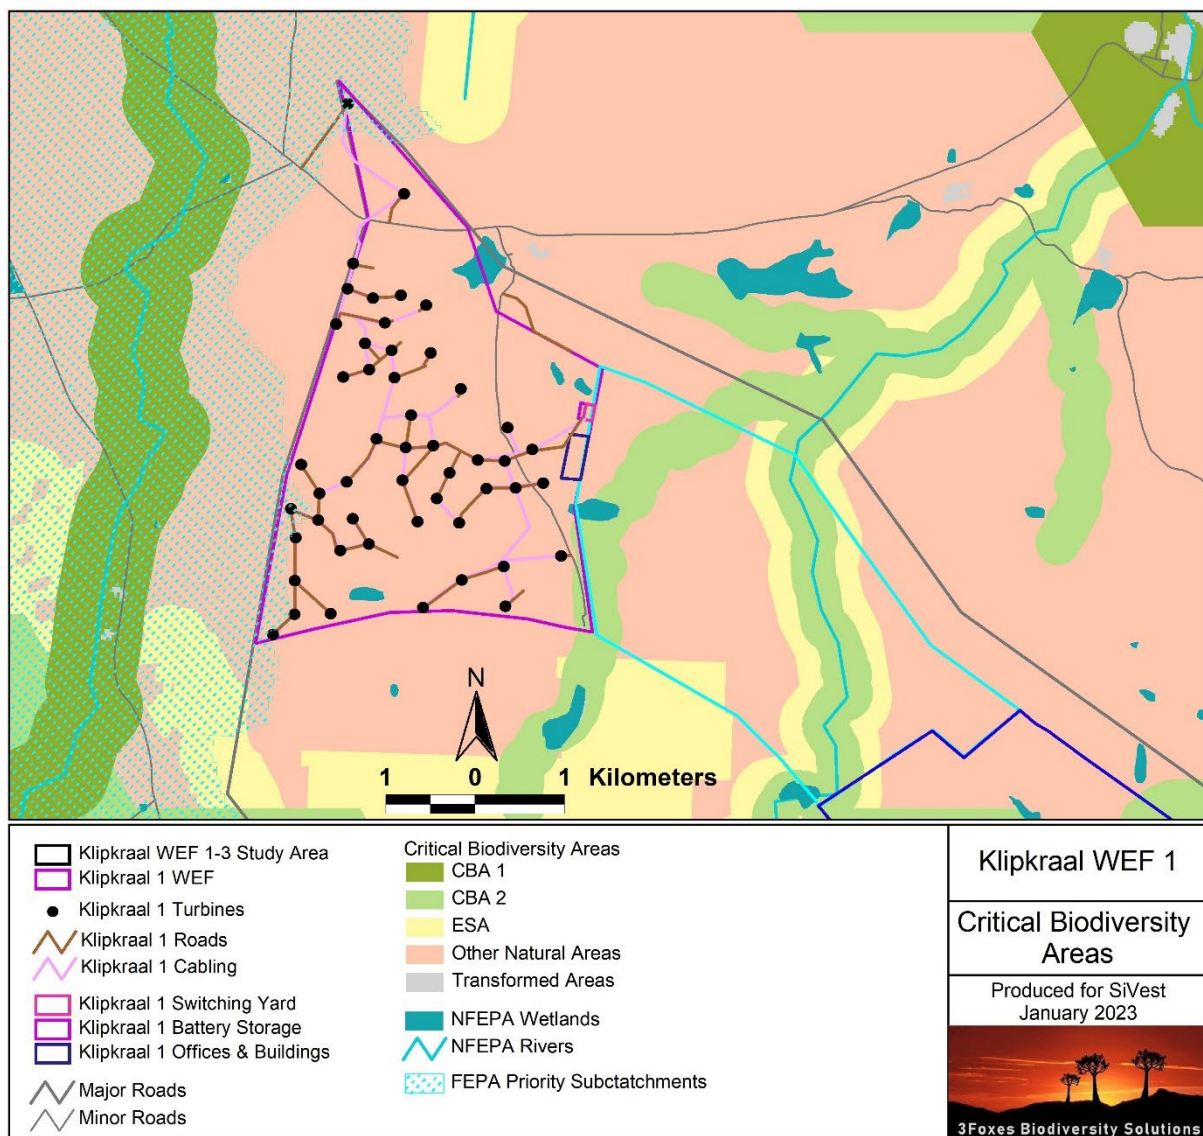 N
1 0 1 Kilometers
Klipkraal WEF 1-3 Study Area
Klipkraal 1 WEF
Klipkraal 1 Turbines
Klipkraal 1 Roads
Klipkraal 1 Cabling
Klipkraal 1 Switching Yard
Klipkraal 1 Battery Storage
Klipkraal 1 Offices & Buildings
Major Roads
Minor Roads
Critical Biodiversity Areas
CBA 1
CBA 2
ESA
Other Natural Areas
Transformed Areas
NFEPA Wetlands
NFEPA Rivers
FEPA Priority Subctatchments
Klipkraal WEF 1
Critical Biodiversity
Areas
Produced for SiVest
January 2023
3Foxes Biodiversity Solutions